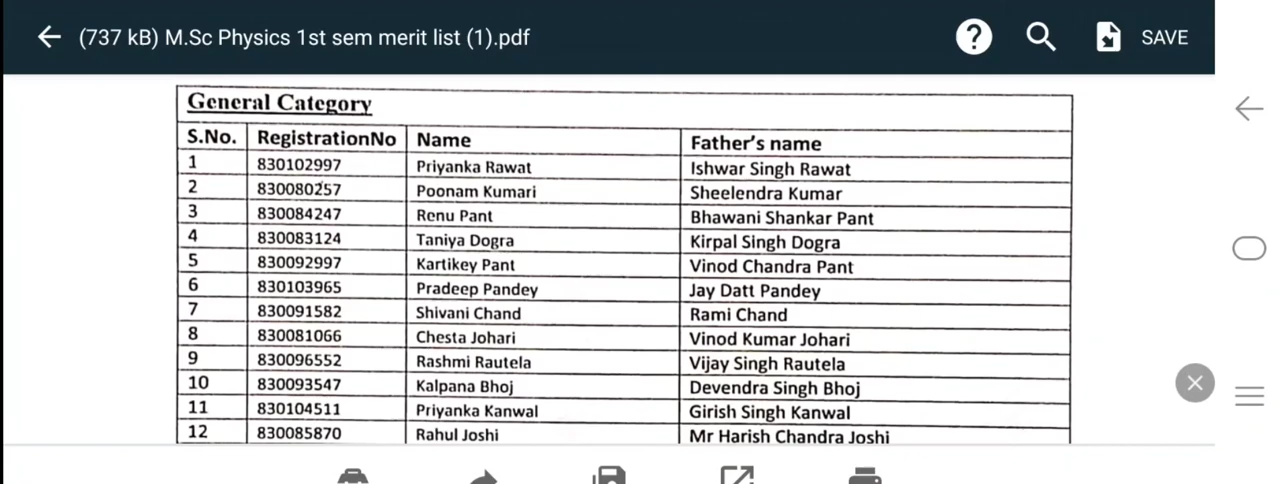 (737 kB) M.Sc Physics 1st sem merit list (1).pdf ? SAVE
General Category
S.No. RegistrationNo Name Father's name
1 830102997 Priyanka Rawat Ishwar Singh Rawat
2 830080257 Poonam Kumari Sheelendra Kumar
3 830084247 Renu Pant Bhawani Shankar Pant
4 830083124 Taniya Dogra Kirpal Singh Dogra
5 830092997 Kartikey Pant Vinod Chandra Pant
6 830103965 Pradeep Pandey Jay Datt Pandey
7 830091582 Shivani Chand Rami Chand
8 830081066 Chesta Johari Vinod Kumar Johari
9 830096552 Rashmi Rautela Vijay Singh Rautela
10 830093547 Kalpana Bhoj Devendra Singh Bhoj
11 830104511 Priyanka Kanwal Girish Singh Kanwal
12 830085870 Rahul Joshi Mr Harish Chandra Joshi